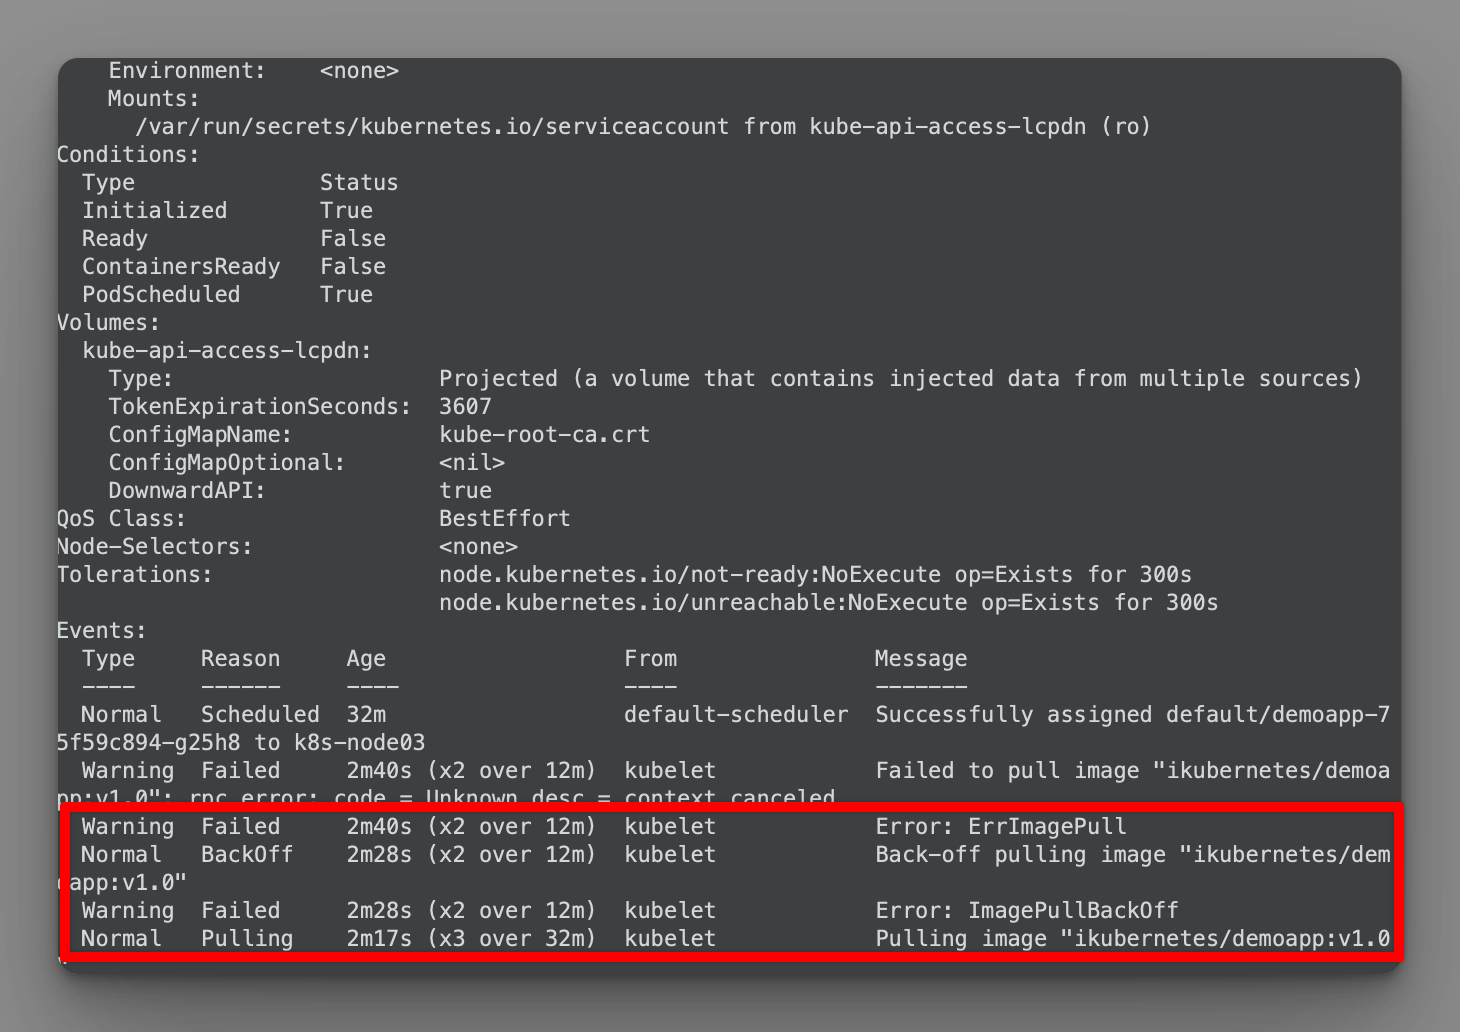 Environment:    <none>
Mounts:
/var/run/secrets/kubernetes.io/serviceaccount from kube-api-access-lcpdn (ro)
Conditions:
Type              Status
Initialized       True
Ready             False
ContainersReady   False
PodScheduled      True
Volumes:
kube-api-access-lcpdn:
Type:                    Projected (a volume that contains injected data from multiple sources)
TokenExpirationSeconds:  3607
ConfigMapName:           kube-root-ca.crt
ConfigMapOptional:       <nil>
DownwardAPI:             true
QoS Class:                   BestEffort
Node-Selectors:              <none>
Tolerations:                 node.kubernetes.io/not-ready:NoExecute op=Exists for 300s
node.kubernetes.io/unreachable:NoExecute op=Exists for 300s
Events:
Type     Reason     Age                  From               Message
----     ------     ----                 ----               -------
Normal   Scheduled  32m                  default-scheduler  Successfully assigned default/demoapp-7
5f59c894-g25h8 to k8s-node03
Warning  Failed     2m40s (x2 over 12m)  kubelet            Failed to pull image "ikubernetes/demoa
pp:v1.0": rpc error: code = Unknown desc = context canceled
Warning  Failed     2m40s (x2 over 12m)  kubelet            Error: ErrImagePull
Normal   BackOff    2m28s (x2 over 12m)  kubelet            Back-off pulling image "ikubernetes/dem
oapp:v1.0"
Warning  Failed     2m28s (x2 over 12m)  kubelet            Error: ImagePullBackOff
Normal   Pulling    2m17s (x3 over 32m)  kubelet            Pulling image "ikubernetes/demoapp:v1.0
"